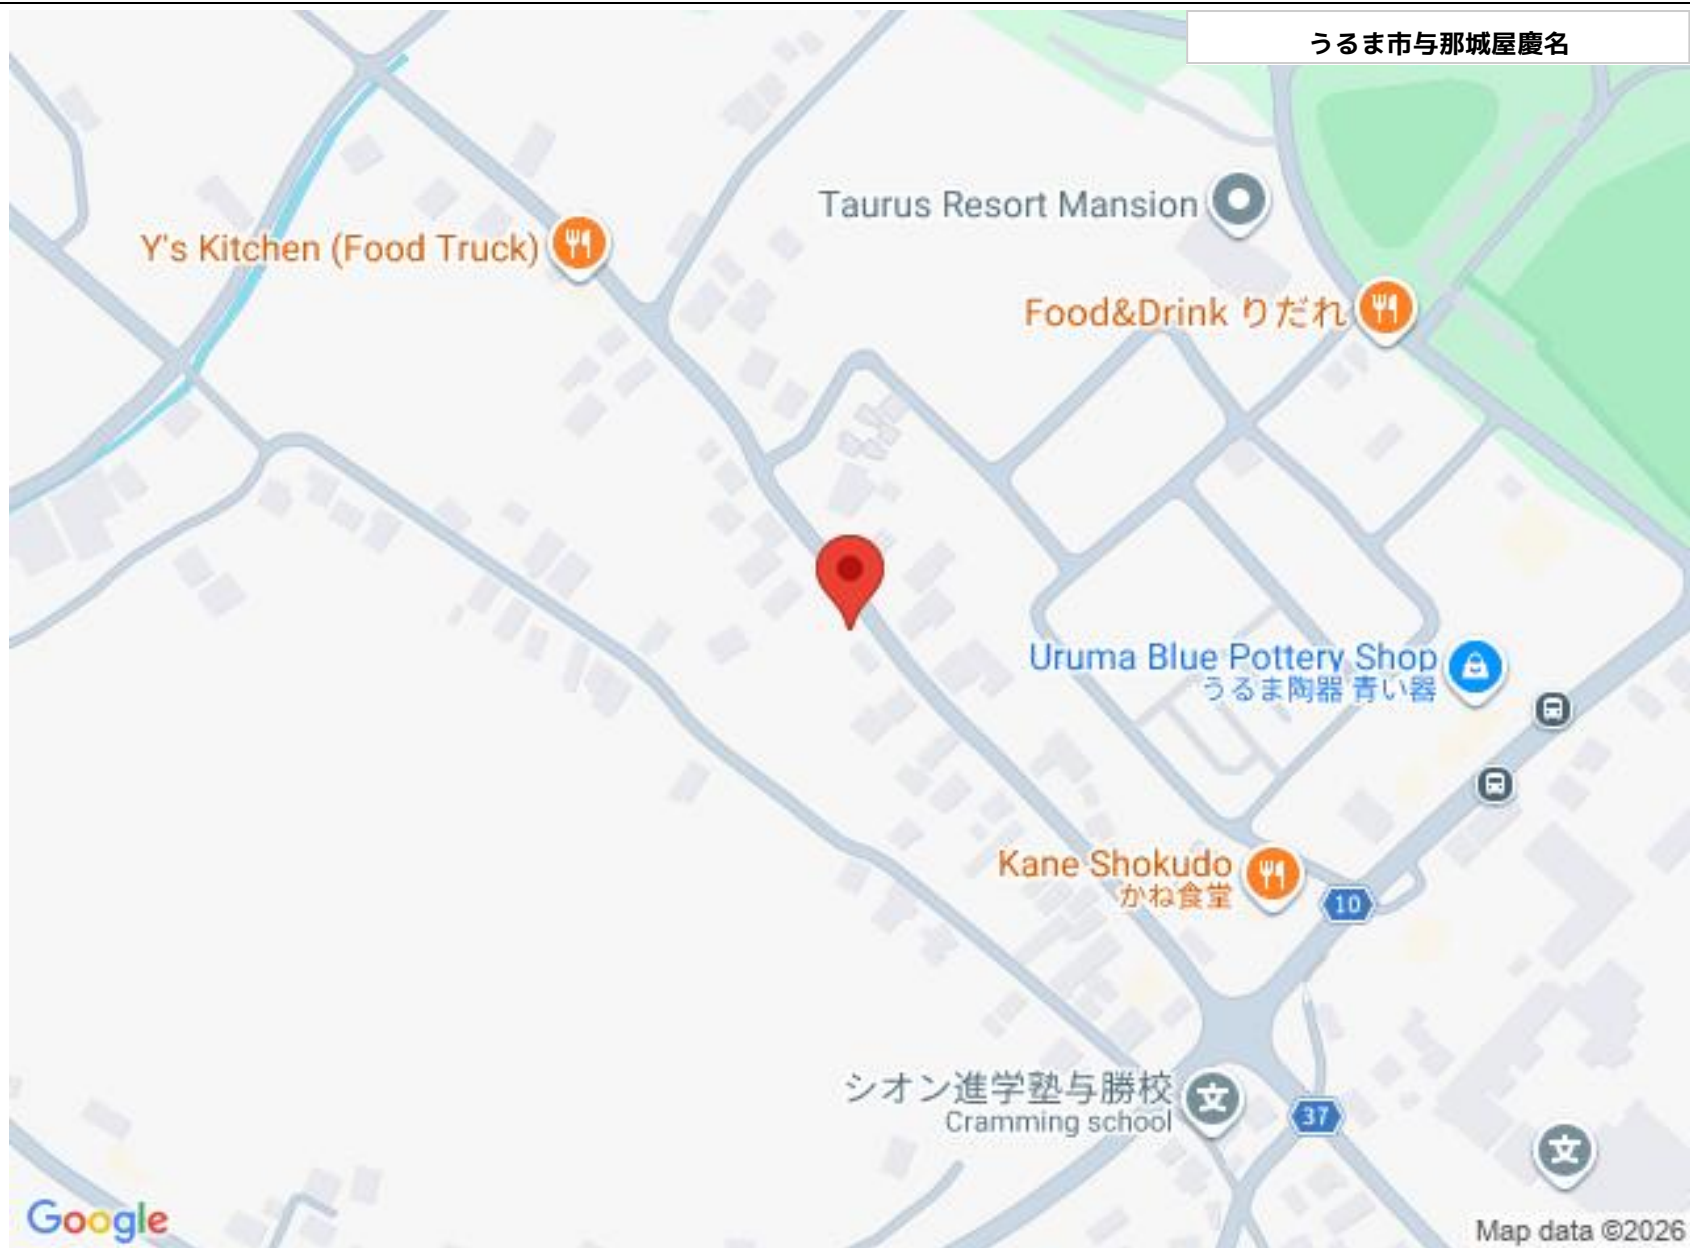 うるま市与那城屋慶名
Taurus Resort Mansion
Y's Kitchen (Food Truck)
Food&Drink りだれ
Uruma Blue Pottery Shop
うるま陶器 青い器
Kane Shokudo
かね食堂
10
シオン進学塾与勝校
Cramming school
37
文
文
Google
Map data ©2026